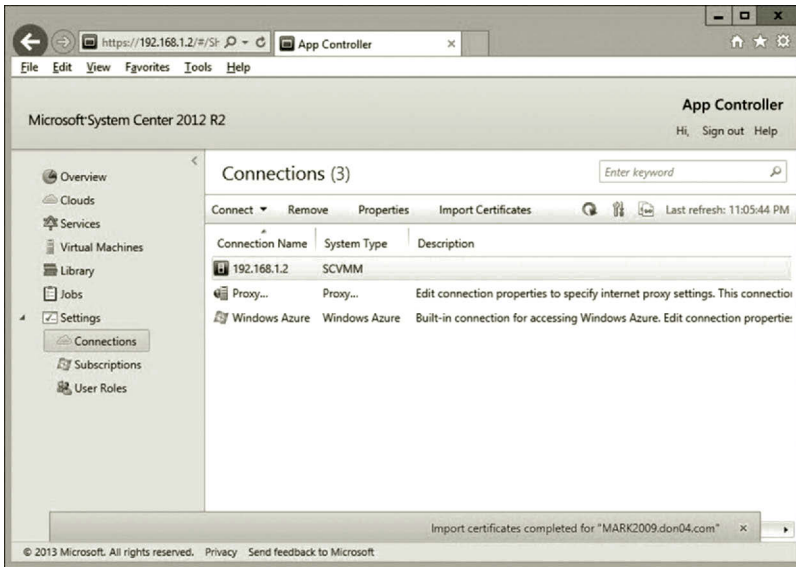 https://192.168.1.2/#/SH
App Controller
File Edit View Favorites Tools Help
Microsoft System Center 2012 R2
App Controller
Hi, Sign out Help
Overview
Clouds
Services
Virtual Machines
Library
Jobs
Settings
Connections
Subscriptions
User Roles
Connections (3)
Enter keyword
Connect Remove Properties Import Certificates Last refresh: 11:05:44 PM
Connection Name System Type Description
192.168.1.2 SCVMM
Proxy... Proxy... Edit connection properties to specify internet proxy settings. This connection
Windows Azure Windows Azure Built-in connection for accessing Windows Azure. Edit connection propertie
Import certificates completed for "MARK2009.don04.com"
© 2013 Microsoft. All rights reserved. Privacy Send feedback to Microsoft